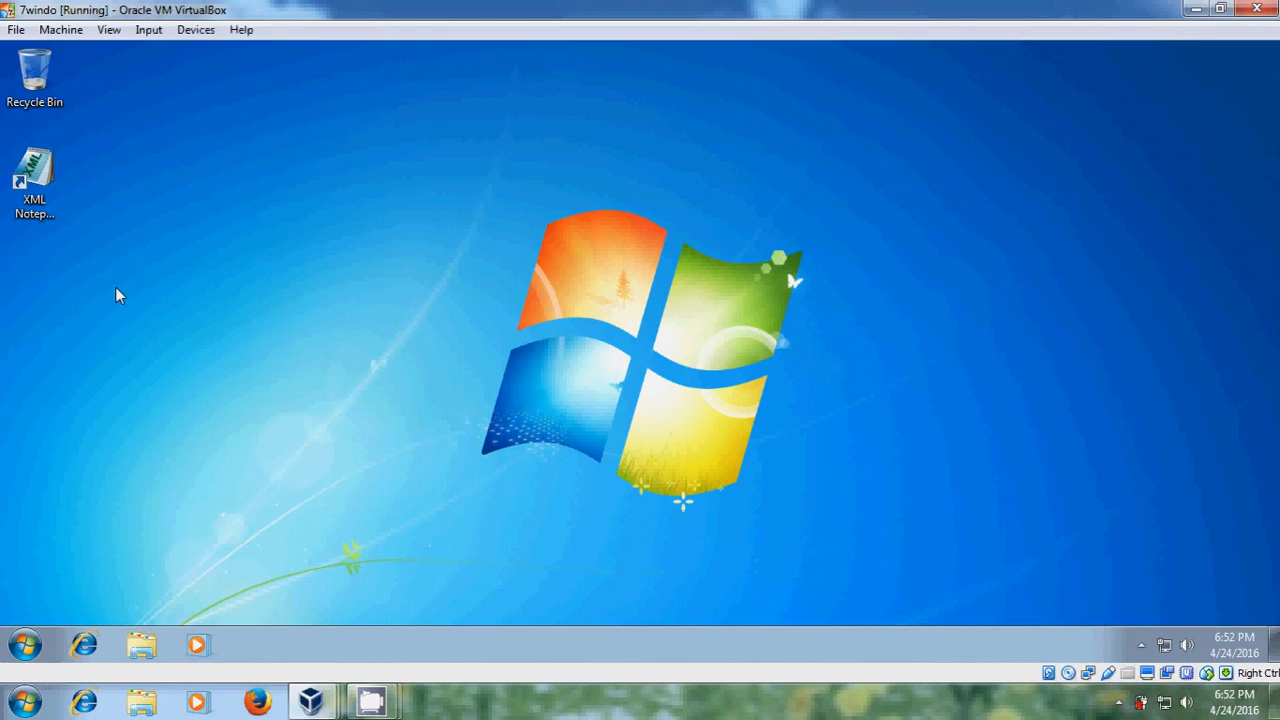 7windo [Running] - Oracle VM VirtualBox
File Machine View Input Devices Help
Recycle Bin
XML
XML
Notep...
6:52 PM
4/24/2016
Right Ctrl
6:52 PM
4/24/2016